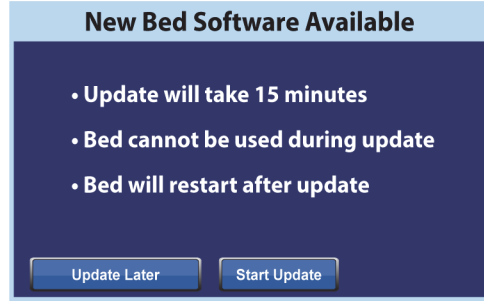 New Bed Software Available
• Update will take 15 minutes
• Bed cannot be used during update
• Bed will restart after update
Update Later Start Update